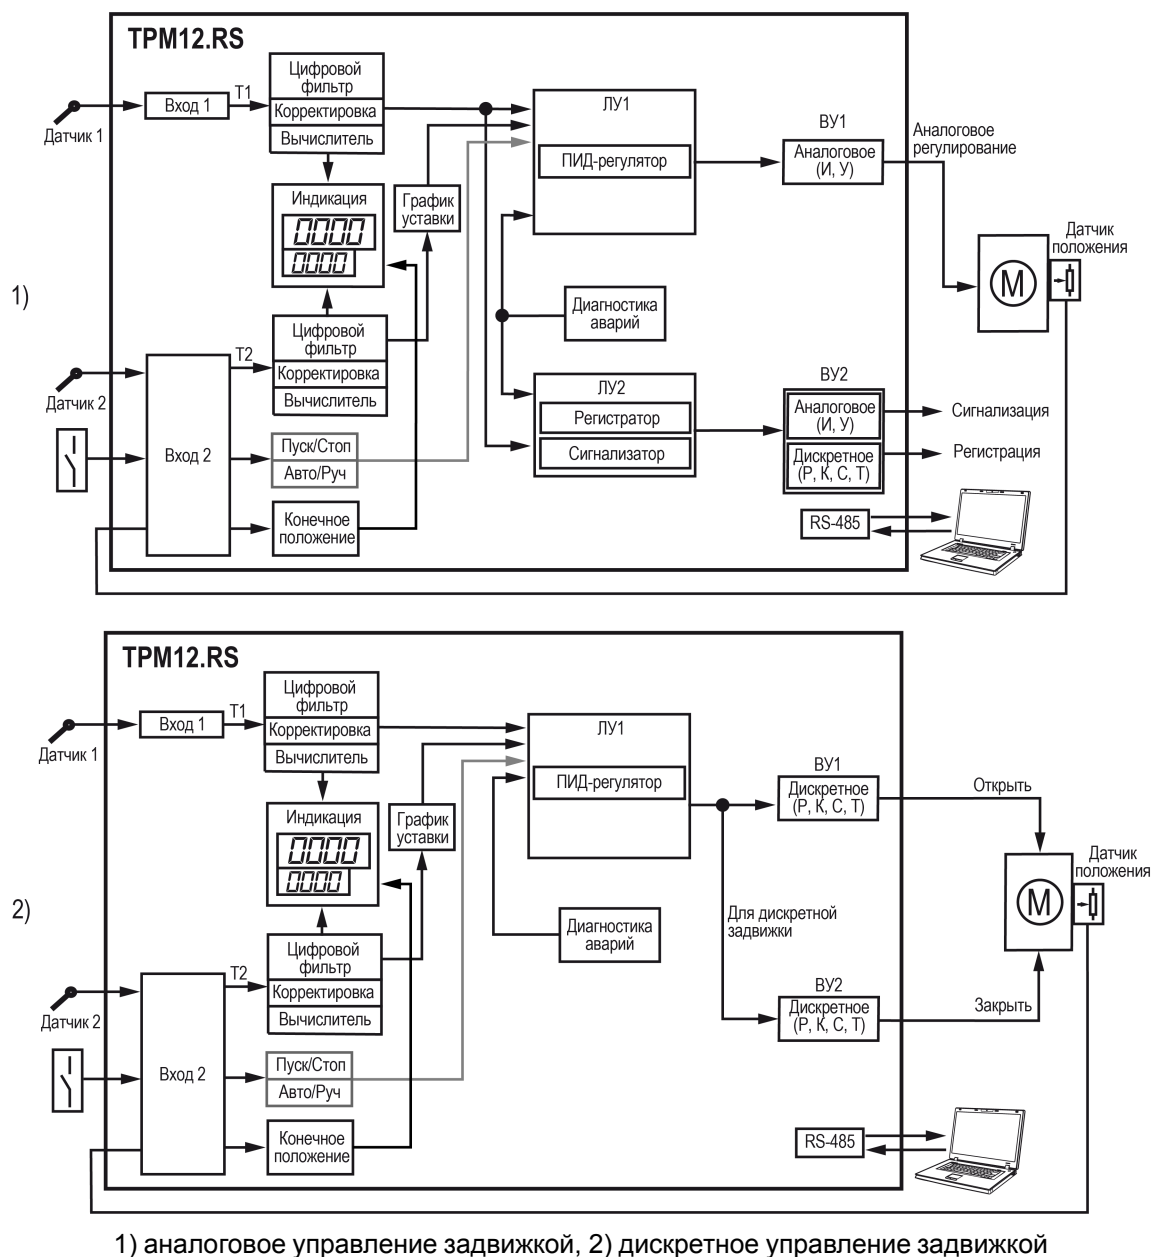 ТРМ12.RS
Цифровой
фильтр
Корректировка
Вычислитель
Вход 1
Т1
Датчик 1
ЛУ1
ПИД-регулятор
ВУ1
Аналоговое
(И, У)
Аналоговое
регулирование
Индикация
0000
0000
График
уставки
Датчик
положения
М
1)
Диагностика
аварий
Цифровой
фильтр
Корректировка
Вычислитель
Т2
Датчик 2
Вход 2
ЛУ2
Регистратор
Сигнализатор
ВУ2
Аналоговое
(И, У)
Дискретное
(Р, К, С, Т)
Сигнализация
Регистрация
Пуск/Стоп
Авто/Руч
Конечное
положение
RS-485
ТРМ12.RS
Цифровой
фильтр
Корректировка
Вычислитель
Вход 1
Т1
Датчик 1
ЛУ1
ПИД-регулятор
ВУ1
Дискретное
(Р, К, С, Т)
Открыть
Индикация
0000
0000
График
уставки
Датчик
положения
М
2)
Диагностика
аварий
Для дискретной
задвижки
Цифровой
фильтр
Корректировка
Вычислитель
Т2
Датчик 2
Вход 2
ВУ2
Дискретное
(Р, К, С, Т)
Закрыть
Пуск/Стоп
Авто/Руч
Конечное
положение
RS-485
1) аналоговое управление задвижкой, 2) дискретное управление задвижкой